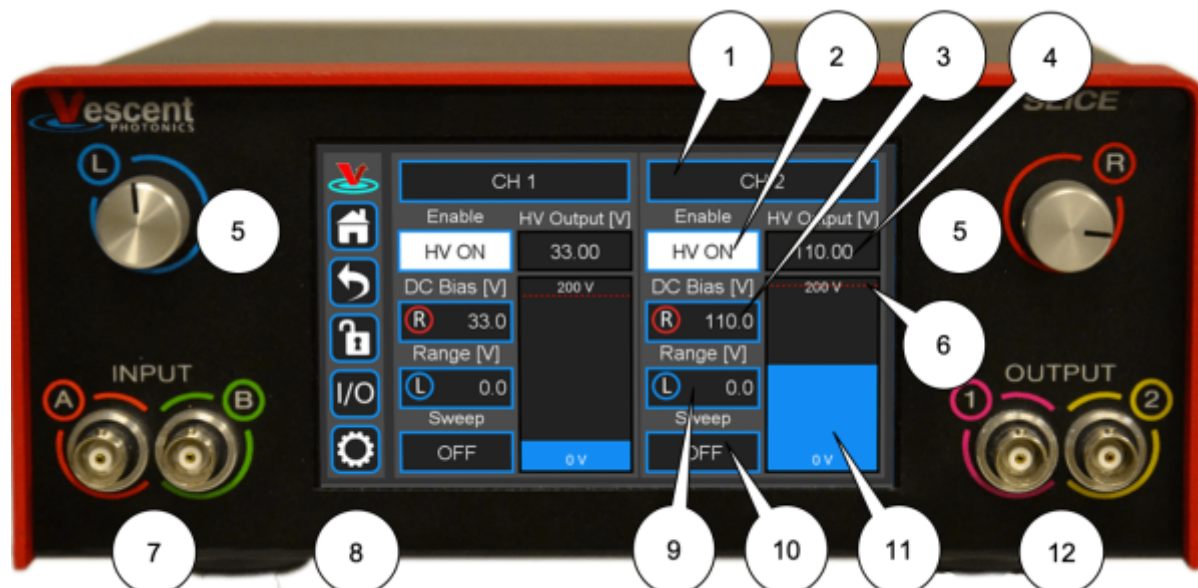 1 2 3 4
Vescent
PHOTONICS
SLICE
L
R
CH 1
CH 2
Enable HV Output [V]
Enable HV Output [V]
5
5
HV ON 33.00
HV ON 110.00
DC Bias [V] 200 V
DC Bias [V] 200 V
R 33.0
R 110.0
6
Range [V]
Range [V]
INPUT
OUTPUT
A B
I/O
L 0.0
L 0.0
1 2
Sweep
Sweep
OFF 0 V
OFF 0 V
7 8 9 10 11 12